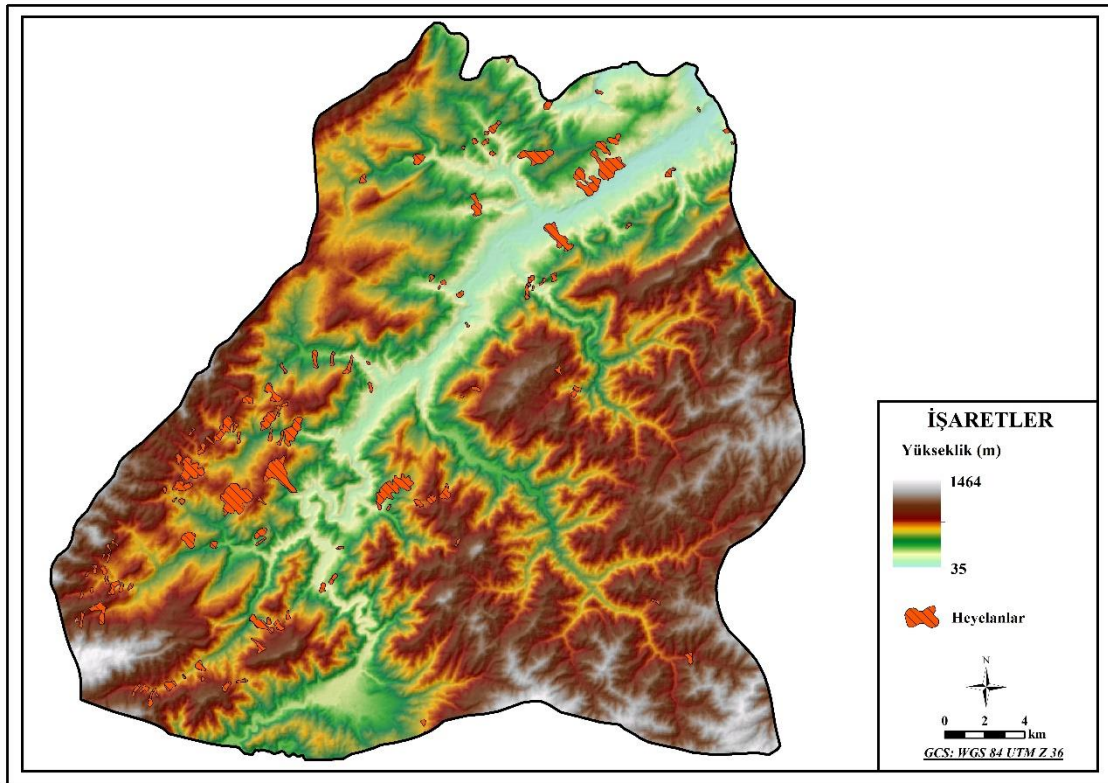 İŞARETLER
Yükseklik (m)
1464
35
Heyelanlar
N
0 2 4
km
GCS: WGS 84 UTM Z 36